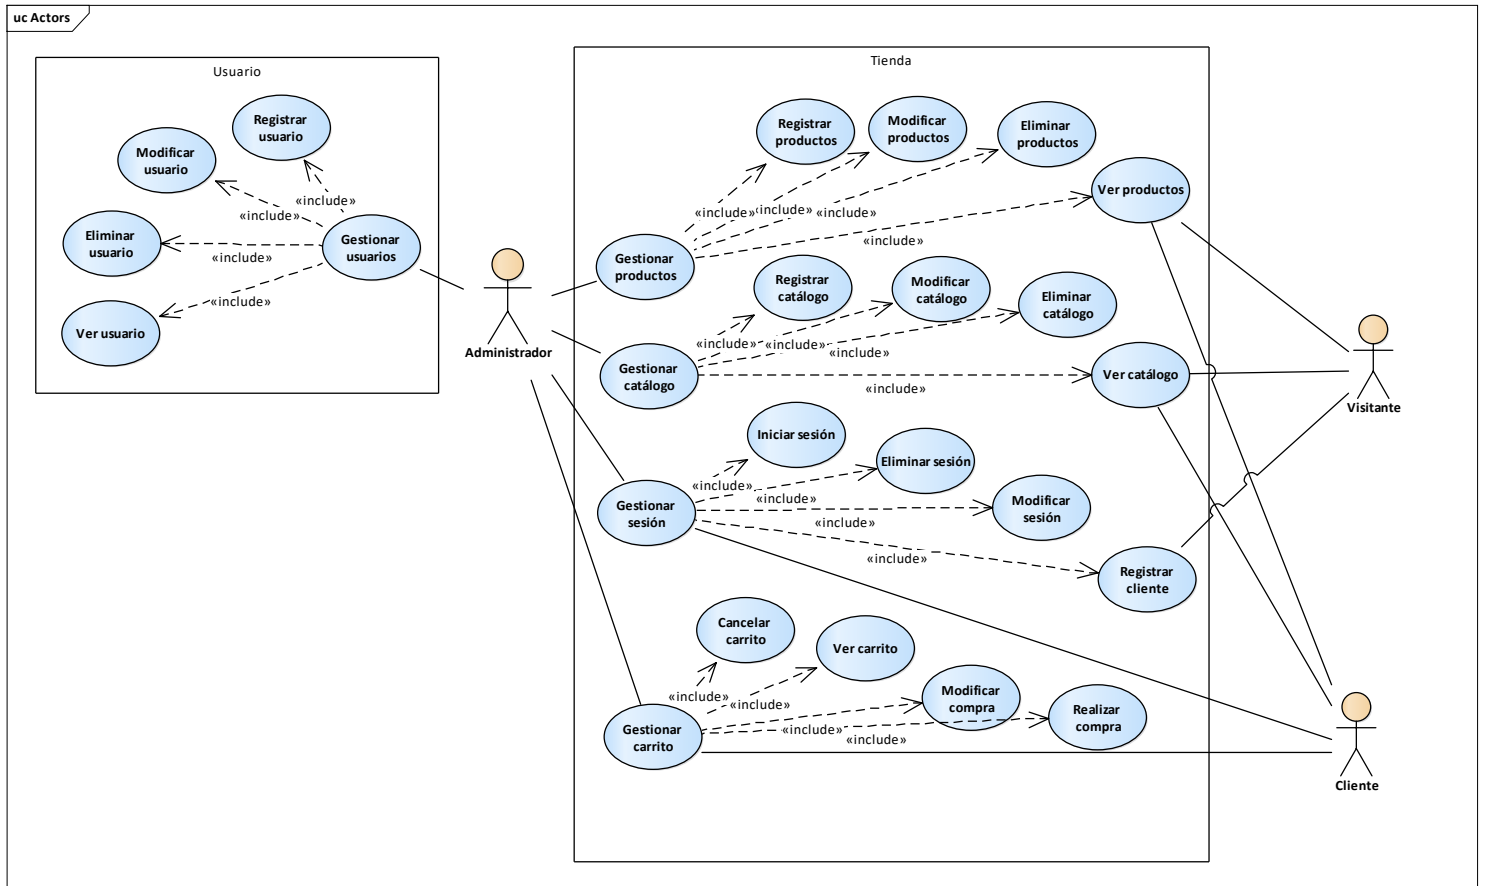 uc Actors
Usuario
Registrar
usuario
Modificar
usuario
«include»
«include»
Eliminar
usuario
Gestionar
usuarios
«include»
«include»
Ver usuario
Administrador
Tienda
Registrar
productos
Modificar
productos
Eliminar
productos
Ver productos
«include»
«include»
«include»
«include»
Gestionar
productos
Registrar
catálogo
Modificar
catálogo
Eliminar
catálogo
«include»
«include»
«include»
Gestionar
catálogo
«include»
Ver catálogo
Visitante
Iniciar sesión
Eliminar sesión
«include»
«include»
Modificar
sesión
Gestionar
sesión
«include»
«include»
Registrar
cliente
Cancelar
carrito
Ver carrito
Modificar
compra
Realizar
compra
«include»
«include»
«include»
«include»
Gestionar
carrito
Cliente